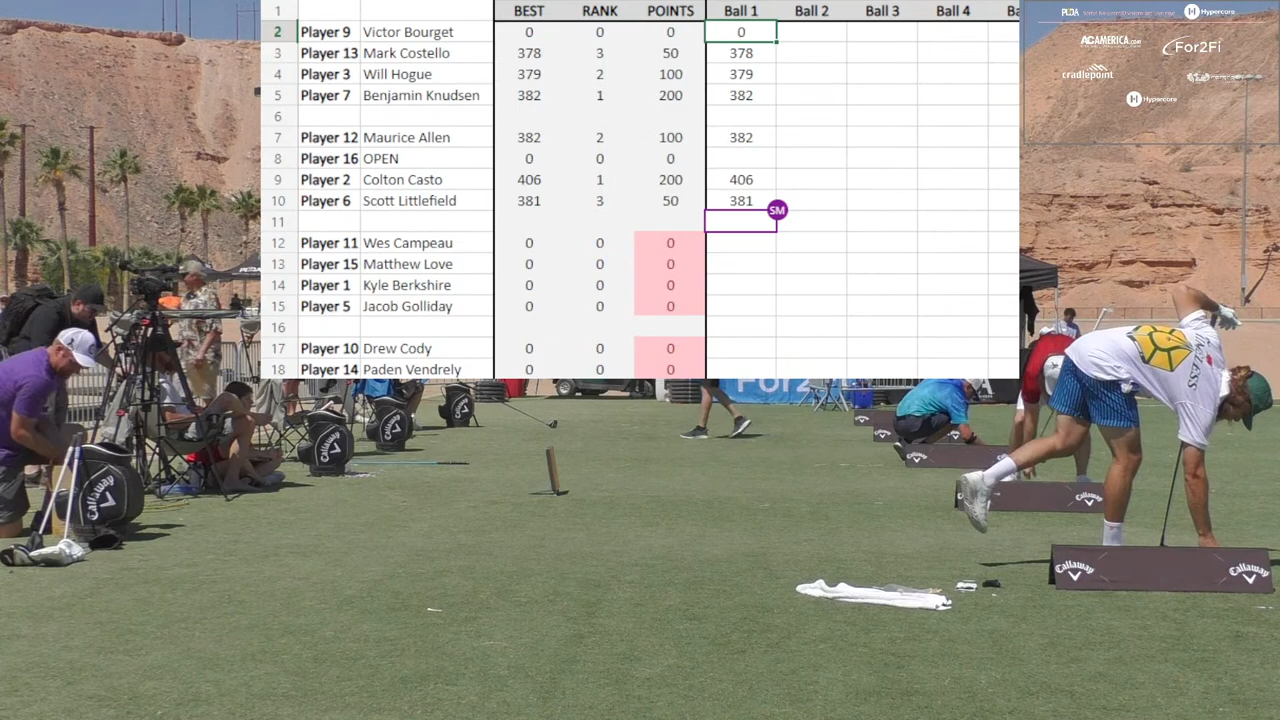 1 BEST RANK POINTS Ball 1 Ball 2 Ball 3 Ball 4 Ba
2 Player 9 Victor Bourget 0 0 0 0
3 Player 13 Mark Costello 378 3 50 378
4 Player 3 Will Hogue 379 2 100 379
5 Player 7 Benjamin Knudsen 382 1 200 382
6
7 Player 12 Maurice Allen 382 2 100 382
8 Player 16 OPEN 0 0 0
9 Player 2 Colton Casto 406 1 200 406
10 Player 6 Scott Littlefield 381 3 50 381
SM
11
12 Player 11 Wes Campeau 0 0 0
13 Player 15 Matthew Love 0 0 0
14 Player 1 Kyle Berkshire 0 0 0
15 Player 5 Jacob Golliday 0 0 0
16
17 Player 10 Drew Cody 0 0 0
18 Player 14 Paden Vendrely 0 0 0
PLDA
Hypercore
ACAMERICA.com
For2Fi
cradlepoint
Hypercore
For2Fi
Callaway
Callaway
Callaway
Callaway